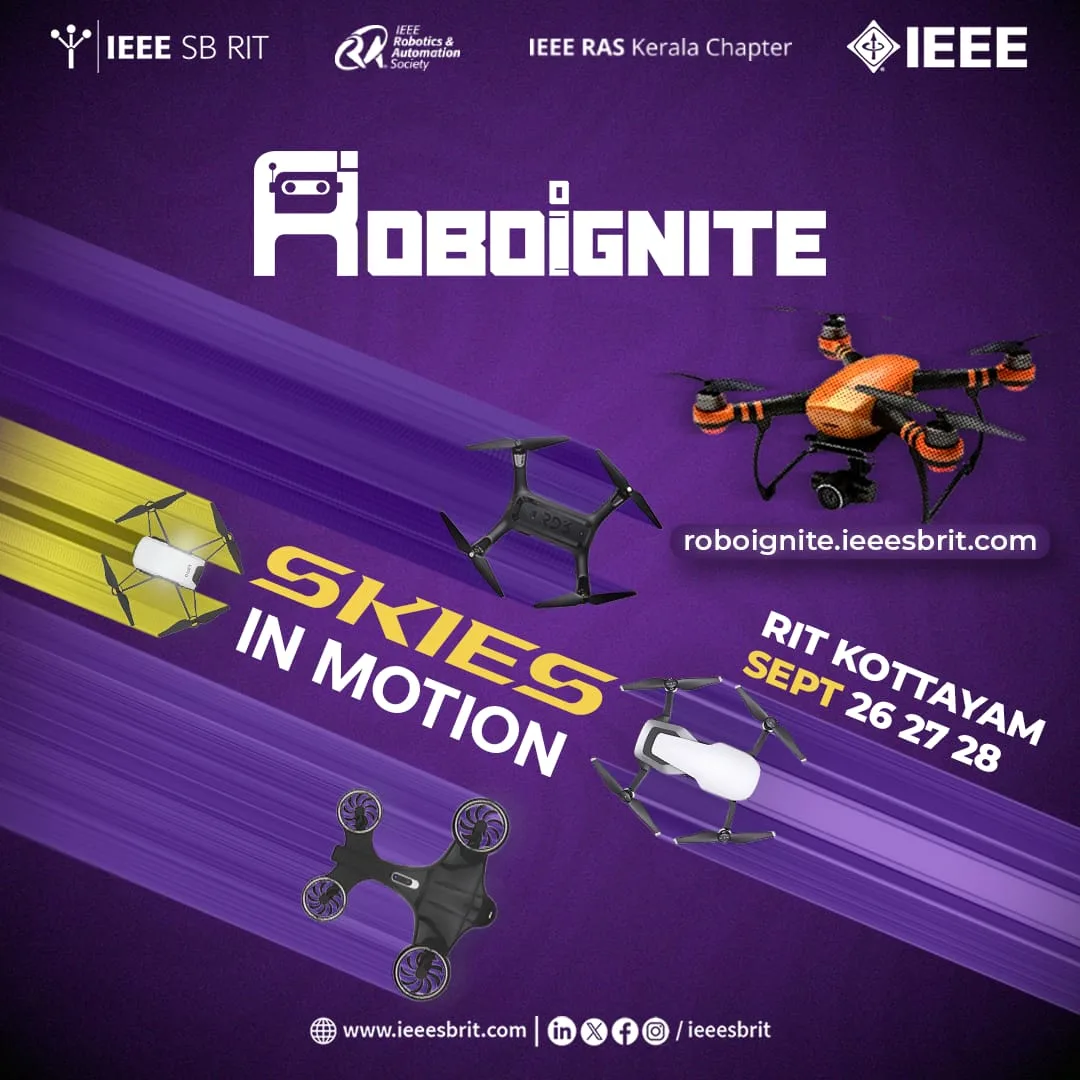 IEEE SB RIT
IEEE
Robotics &
Automation
Society
IEEE RAS Kerala Chapter
IEEE
ROBOiGNITE
roboignite.ieeesbrit.com
SKIES
IN MOTION
RIT KOTTAYAM
SEPT 26 27 28
www.ieeesbrit.com | /ieeesbrit